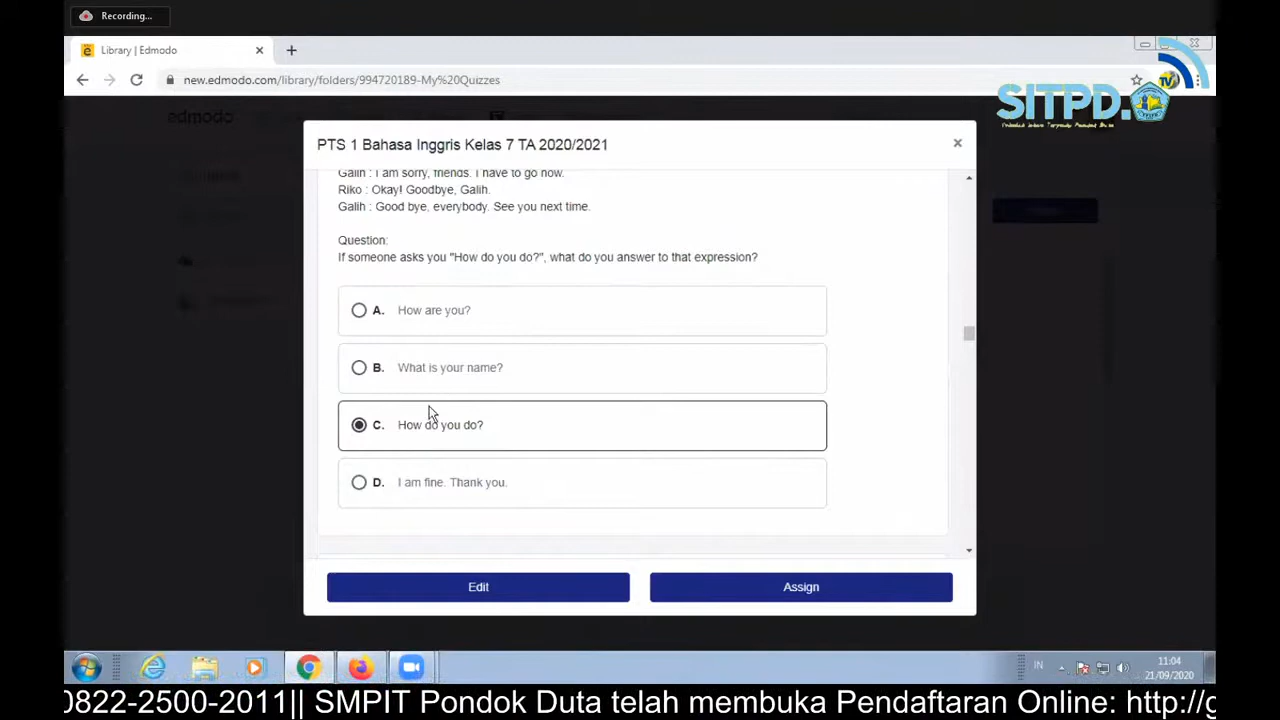 Recording...
Library | Edmodo
new.edmodo.com/library/folders/994720189-My%20Quizzes
SITPD.
TV
edmodo
PTS 1 Bahasa Inggris Kelas 7 TA 2020/2021
Galih : I am sorry, friends. I have to go now.
Riko : Okay! Goodbye, Galih.
Galih : Good bye, everybody. See you next time.
Question:
If someone asks you "How do you do?", what do you answer to that expression?
A. How are you?
B. What is your name?
C. How do you do?
D. I am fine. Thank you.
Edit
Assign
IN
11:04
21/09/2020
0822-2500-2011|| SMPIT Pondok Duta telah membuka Pendaftaran Online: http://g